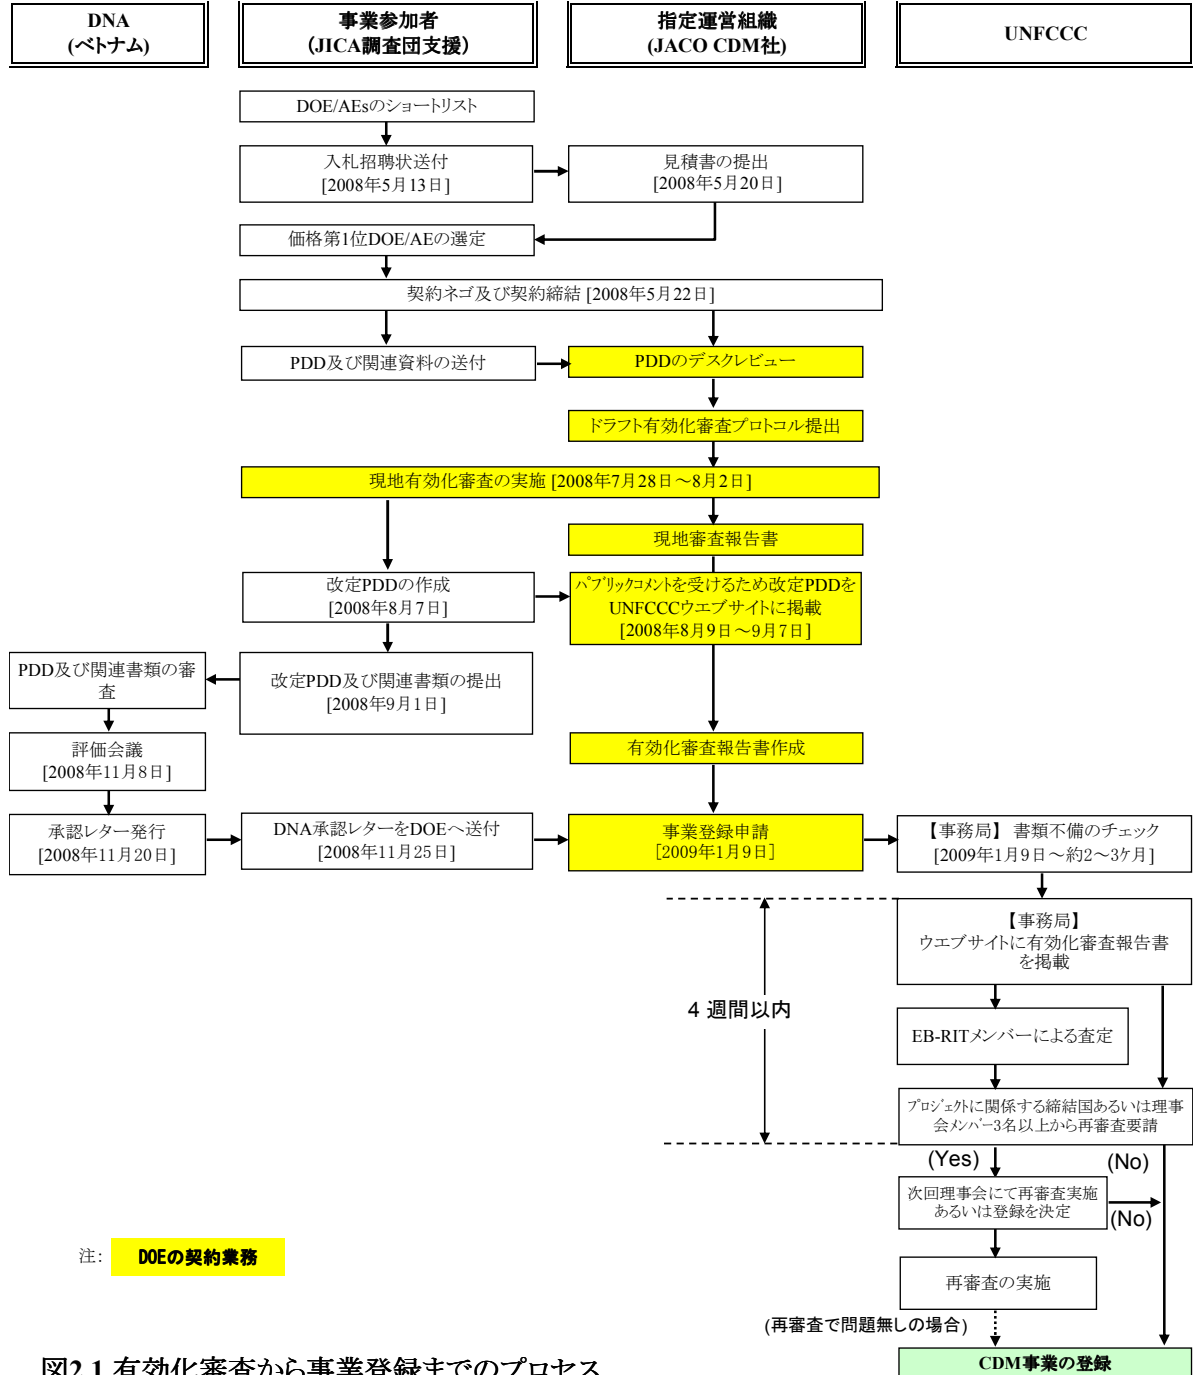 DNA
(ベトナム)
事業参加者
(JICA調査団支援)
指定運営組織
(JACO CDM社)
UNFCCC
DOE/AEsのショートリスト
入札招聘状送付
[2008年5月13日]
見積書の提出
[2008年5月20日]
価格第1位DOE/AEの選定
契約ネゴ及び契約締結 [2008年5月22日]
PDD及び関連資料の送付
PDDのデスクレビュー
ドラフト有効化審査プロトコル提出
現地有効化審査の実施 [2008年7月28日～8月2日]
現地審査報告書
改定PDDの作成
[2008年8月7日]
パブリックコメントを受けるため改定PDDを
UNFCCCウエブサイトに掲載
[2008年8月9日～9月7日]
PDD及び関連書類の審
査
改定PDD及び関連書類の提出
[2008年9月1日]
評価会議
[2008年11月8日]
有効化審査報告書作成
承認レター発行
[2008年11月20日]
DNA承認レターをDOEへ送付
[2008年11月25日]
事業登録申請
[2009年1月9日]
【事務局】 書類不備のチェック
[2009年1月9日～約2～3ケ月]
【事務局】
ウエブサイトに有効化審査報告書
を掲載
4 週間以内
EB-RITメンバーによる査定
プロジェクトに関係する締結国あるいは理事
会メンバー3名以上から再審査要請
(Yes)
(No)
次回理事会にて再審査実施
あるいは登録を決定
(No)
注:
DOEの契約業務
再審査の実施
(再審査で問題無しの場合)
CDM事業の登録
図2.1 有効化審査から事業登録までのプロセス